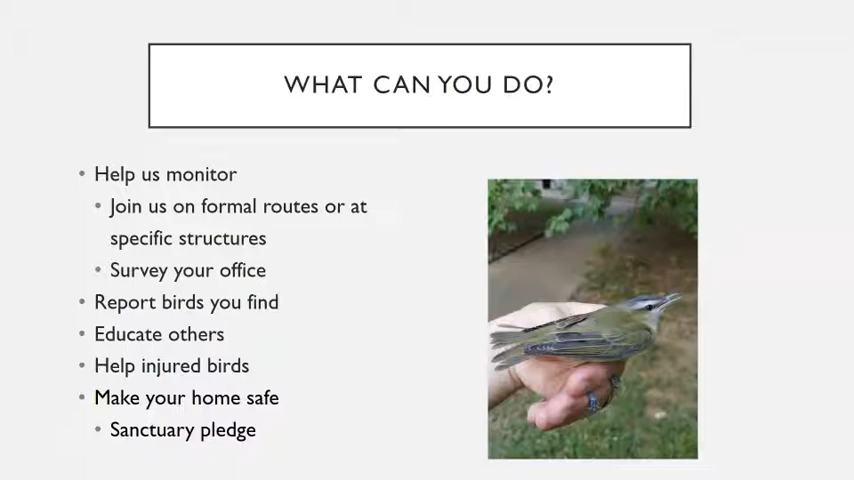 WHAT CAN YOU DO?
• Help us monitor
• Join us on formal routes or at
specific structures
• Survey your office
• Report birds you find
• Educate others
• Help injured birds
• Make your home safe
• Sanctuary pledge